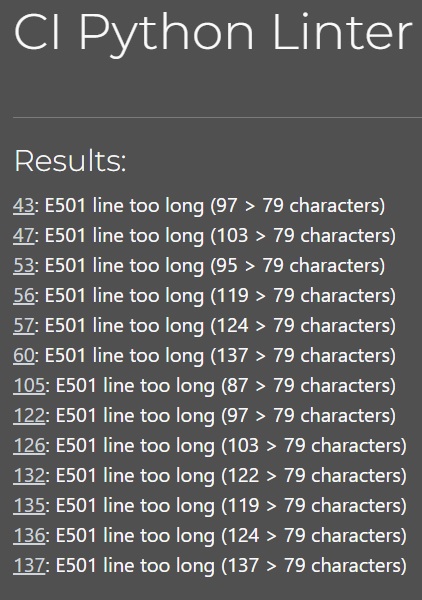 CI Python Linter
Results:
43: E501 line too long (97 > 79 characters)
47: E501 line too long (103 > 79 characters)
53: E501 line too long (95 > 79 characters)
56: E501 line too long (119 > 79 characters)
57: E501 line too long (124 > 79 characters)
60: E501 line too long (137 > 79 characters)
105: E501 line too long (87 > 79 characters)
122: E501 line too long (97 > 79 characters)
126: E501 line too long (103 > 79 characters)
132: E501 line too long (122 > 79 characters)
135: E501 line too long (119 > 79 characters)
136: E501 line too long (124 > 79 characters)
137: E501 line too long (137 > 79 characters)